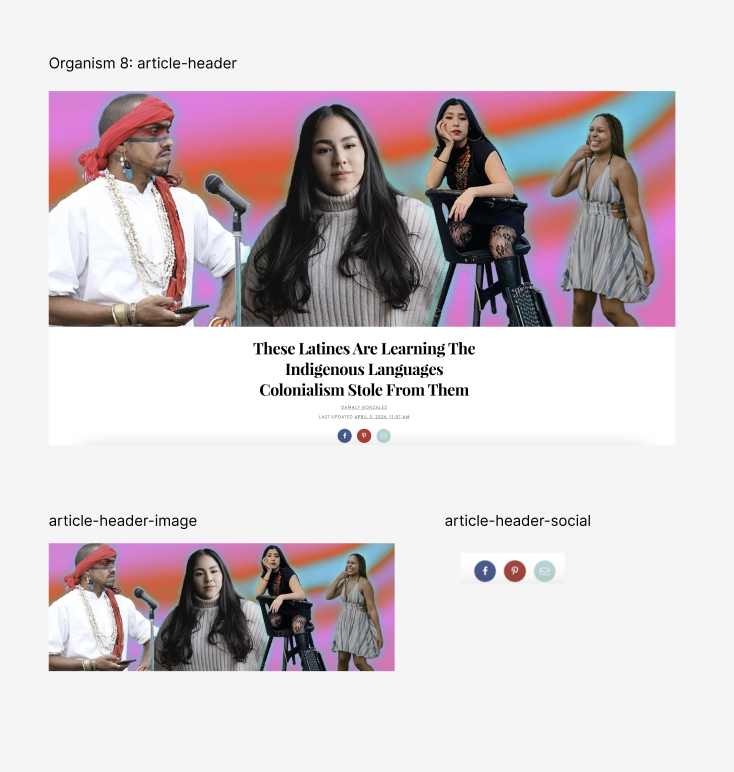 Organism 8: article-header
These Latines Are Learning The
Indigenous Languages
Colonialism Stole From Them
DAMALY GONZALEZ
LAST UPDATED APRIL 3, 2024, 11:07 AM
article-header-image
article-header-social